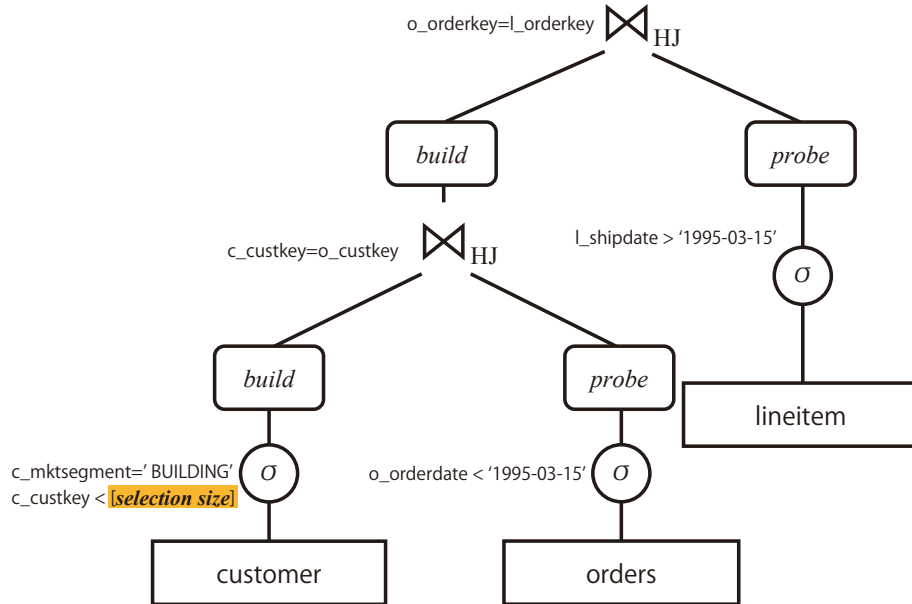 o_orderkey=l_orderkey
HJ
build
probe
c_custkey=o_custkey
HJ
l_shipdate > ‘1995-03-15’
σ
build
probe
lineitem
c_mktsegment=’ BUILDING’
c_custkey < [selection size]
σ
o_orderdate < ‘1995-03-15’
σ
customer
orders